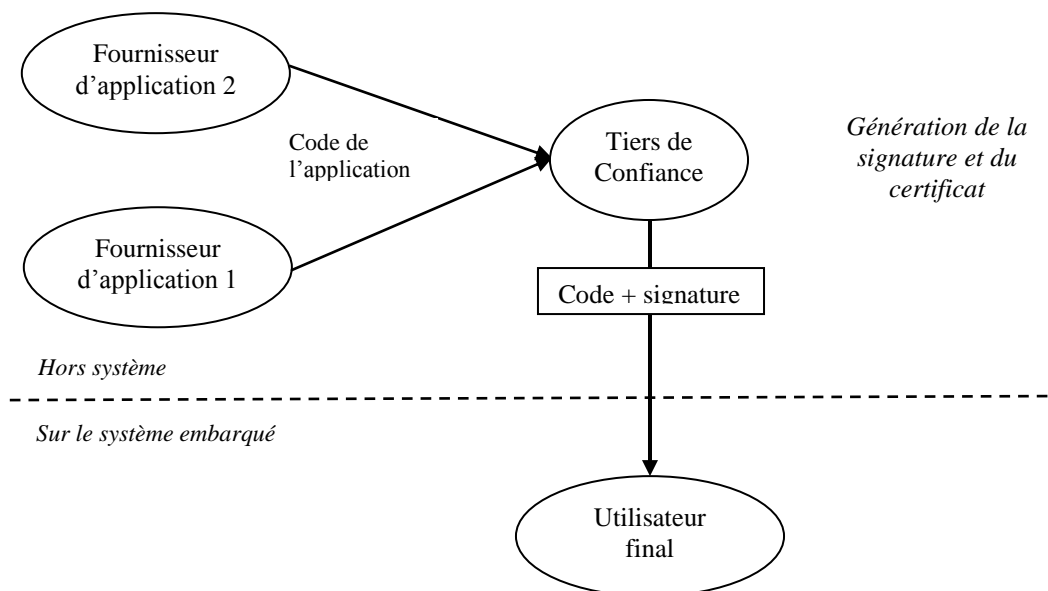 Fournisseur
d’application 2
Code de
l’application
Tiers de
Confiance
Génération de la
signature et du
certificat
Fournisseur
d’application 1
Code + signature
Hors système
Sur le système embarqué
Utilisateur
final